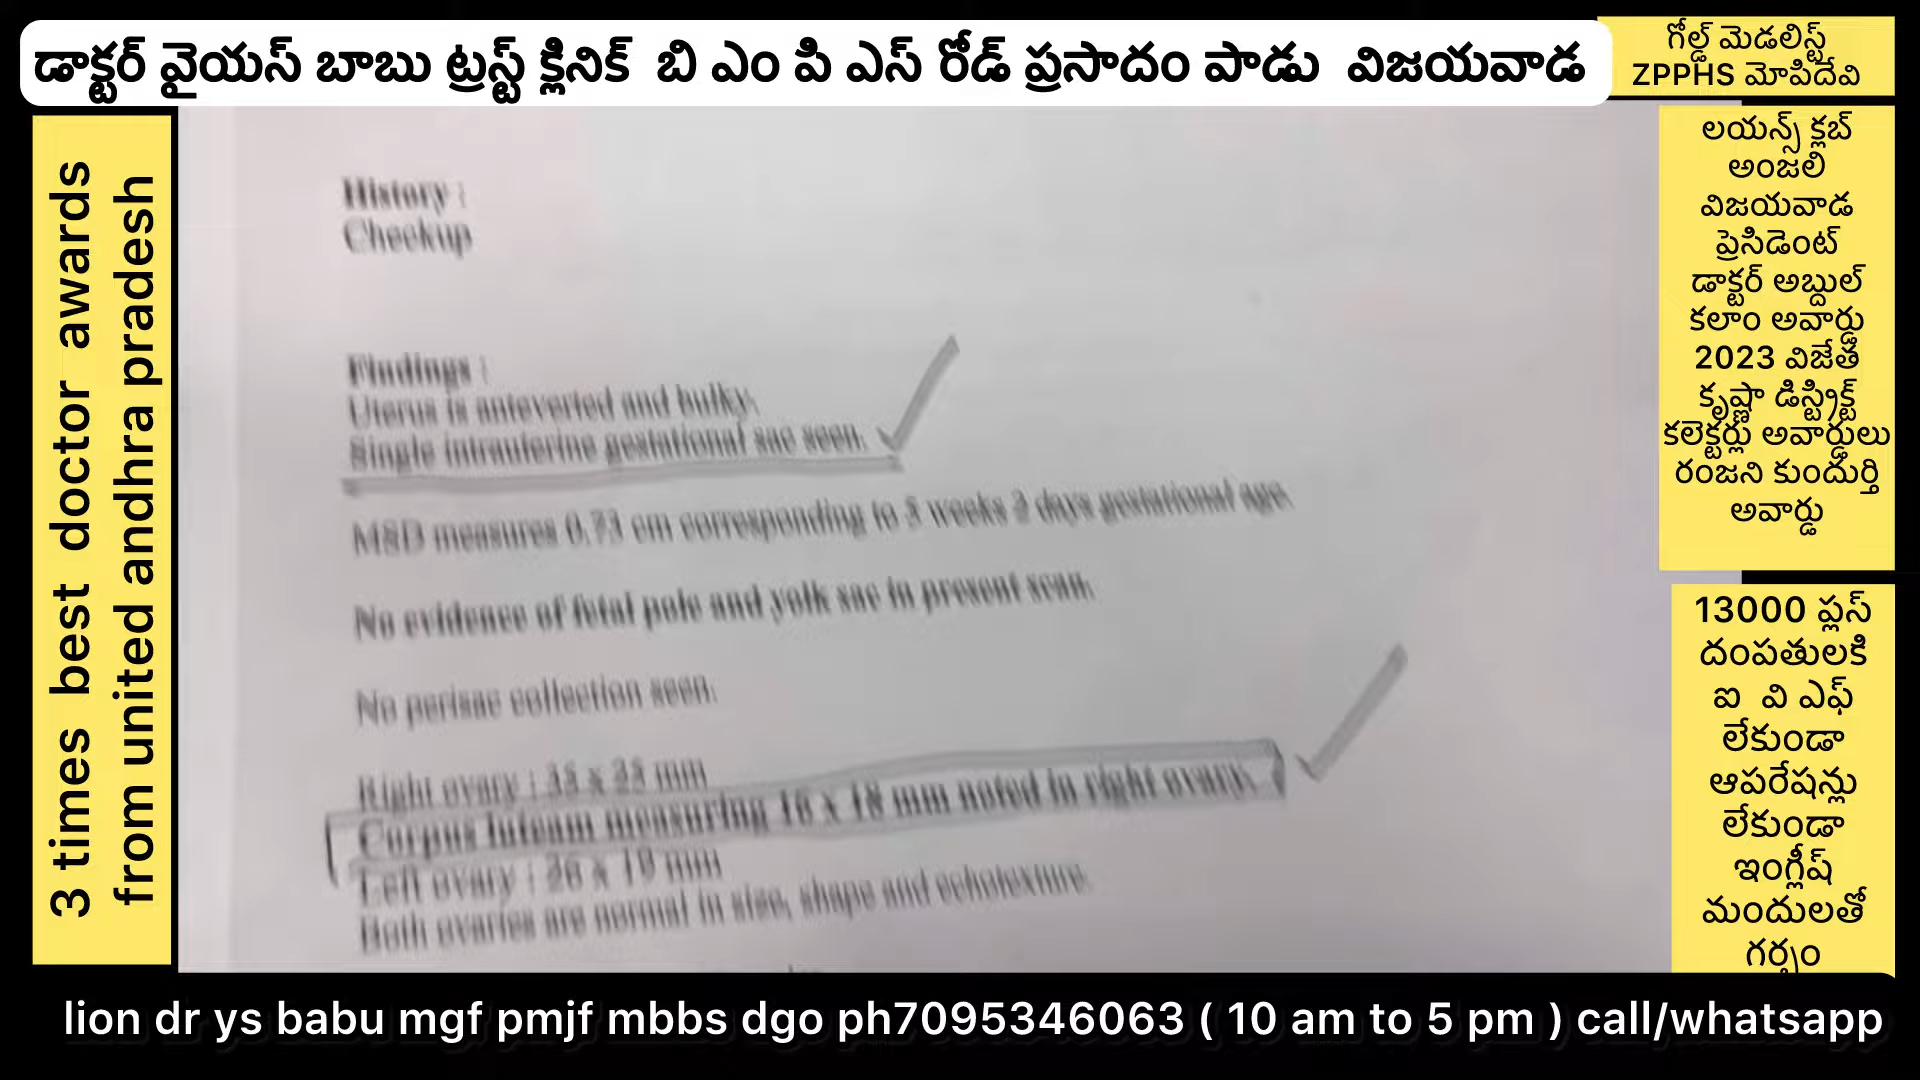 డాక్టర్ వైయస్ బాబు ట్రస్ట్ క్లినిక్ బి ఎం పి ఎస్ రోడ్ ప్రసాదం పాడు విజయవాడ
గోల్డ్ మెడలిస్ట్
ZPPHS మోపిదేవి
3 times best doctor awards
from united andhra pradesh
History :
Checkup
Findings :
Uterus is anteverted and bulky.
Single intrauterine gestational sac seen.
MSD measures 0.73 cm corresponding to 5 weeks days gestational age.
No evidence of fetal pole and yolk sac in present scan.
No perisac collection seen.
Right ovary : 35 x mm
Corpus luteum measuring x 18 mm noted in right ovary.
Left ovary : x mm
Both ovaries are normal in size, shape and echotexture.
లయన్స్ క్లబ్
అంజలి
విజయవాడ
ప్రెసిడెంట్
డాక్టర్ అబ్దుల్
కలాం అవార్డు
2023 విజేత
కృష్ణా డిస్ట్రిక్ట్
కలెక్టర్లు అవార్డులు
రంజని కుందుర్తి
అవార్డు
13000 ప్లస్
దంపతులకి
ఐ వి ఎఫ్
లేకుండా
ఆపరేషన్లు
లేకుండా
ఇంగ్లీష్
మందులతో
గర్భం
lion dr ys babu mgf pmjf mbbs dgo ph7095346063 ( 10 am to 5 pm ) call/whatsapp